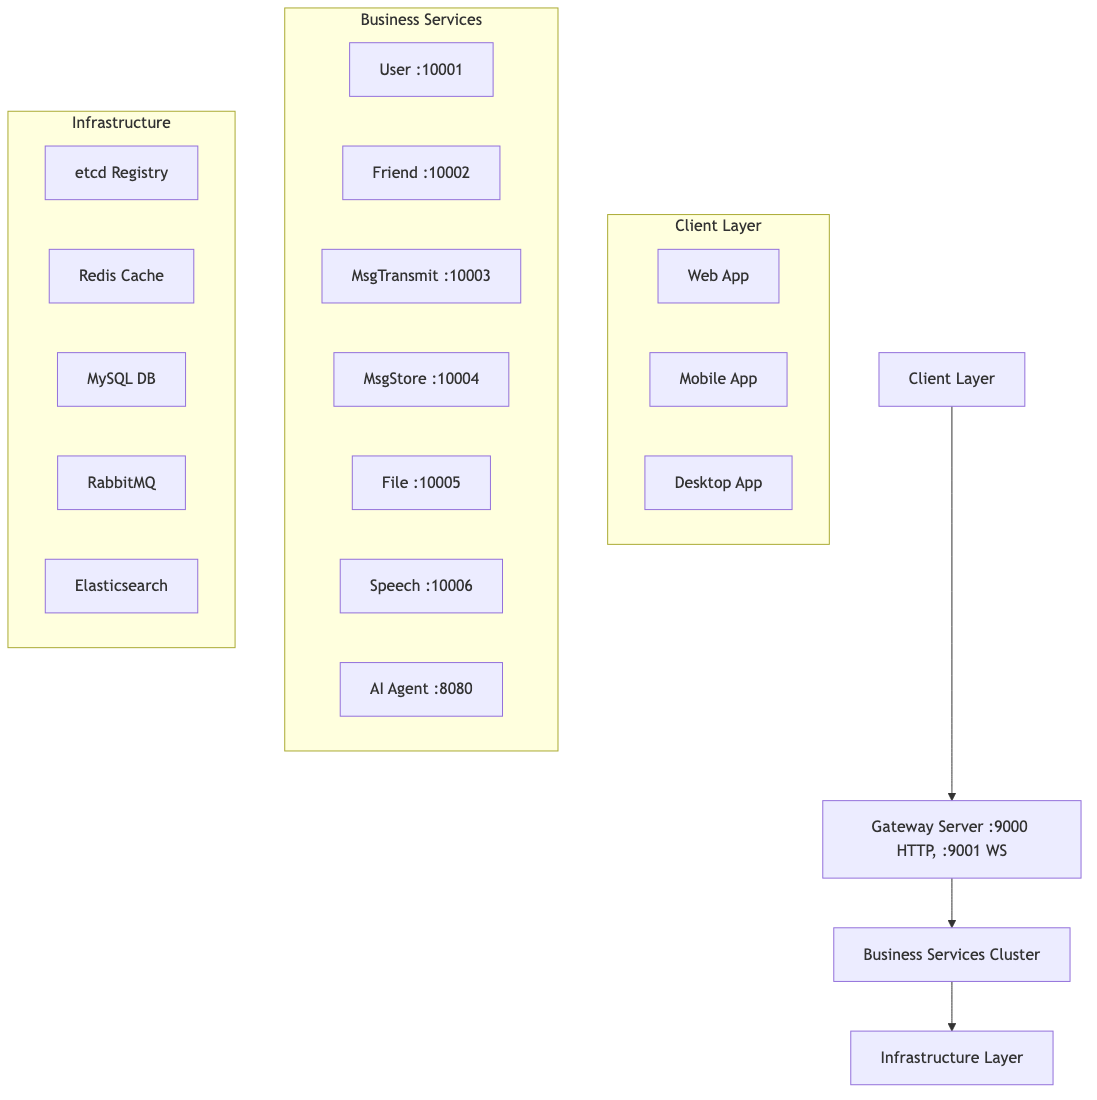 Infrastructure
etcd Registry
Redis Cache
MySQL DB
RabbitMQ
Elasticsearch
Business Services
User :10001
Friend :10002
MsgTransmit :10003
MsgStore :10004
File :10005
Speech :10006
AI Agent :8080
Client Layer
Web App
Mobile App
Desktop App
Client Layer
Gateway Server :9000
HTTP, :9001 WS
Business Services Cluster
Infrastructure Layer